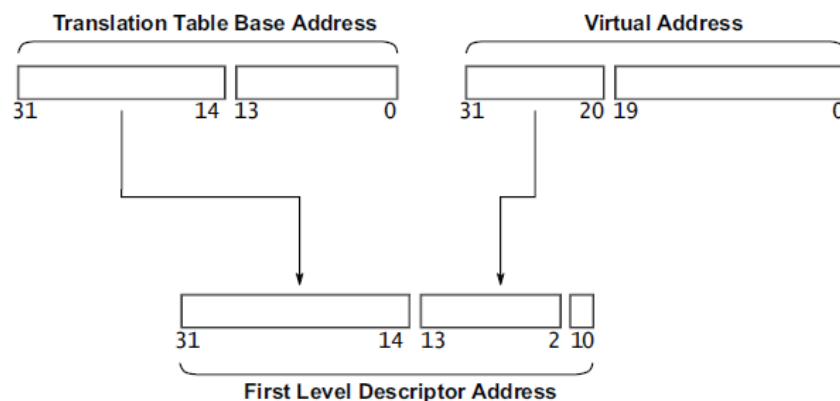 Translation Table Base Address Virtual Address
31 14 13 0 31 20 19 0
31 14 13 2 10
First Level Descriptor Address